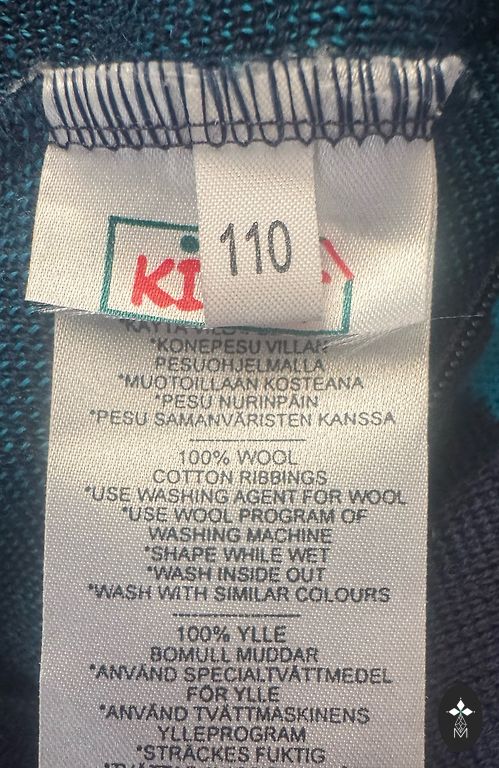 110
KI
*KONEPESU VILLAN
PESUOHJELMALLA
*MUOTOILLAAN KOSTEANA
*PESU NURINPÄIN
*PESU SAMANVÄRISTEN KANSSA
100% WOOL
COTTON RIBBINGS
*USE WASHING AGENT FOR WOOL
*USE WOOL PROGRAM OF
WASHING MACHINE
*SHAPE WHILE WET
*WASH INSIDE OUT
*WASH WITH SIMILAR COLOURS
100% YLLE
BOMULL MUDDAR
*ANVÄND SPECIALTVÄTTMEDEL
FÖR YLLE
*ANVÄND TVÄTTMASKINENS
YLLEPROGRAM
*STRÄCKES FUKTIG
M